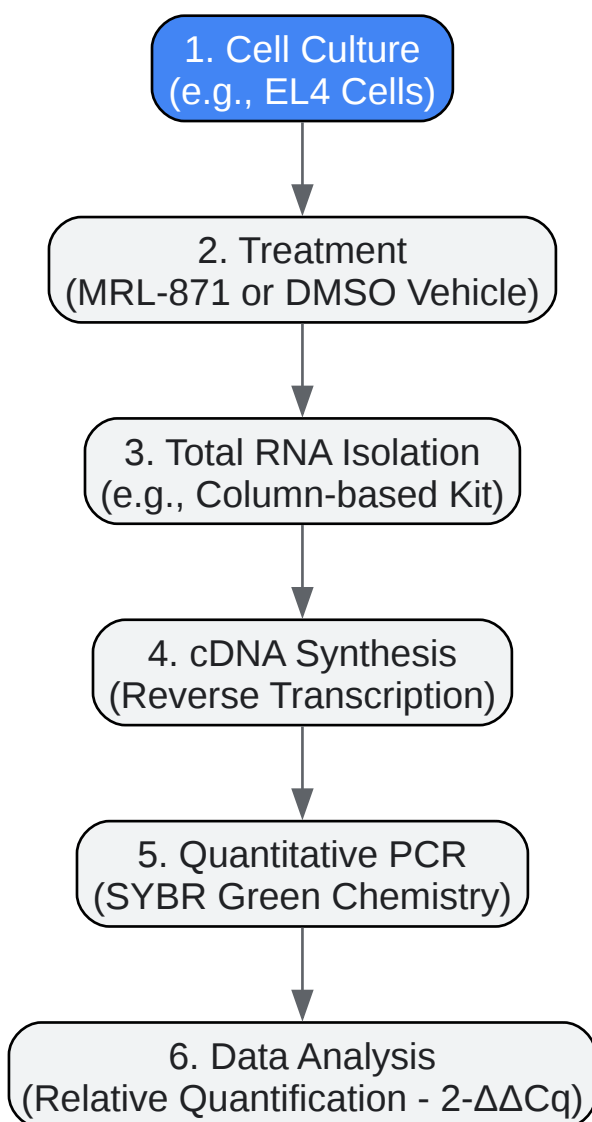 1. Cell Culture
(e.g., EL4 Cells)
2. Treatment
(MRL-871 or DMSO Vehicle)
3. Total RNA Isolation
(e.g., Column-based Kit)
4. cDNA Synthesis
(Reverse Transcription)
5. Quantitative PCR
(SYBR Green Chemistry)
6. Data Analysis
(Relative Quantification - 2-ΔΔCq)